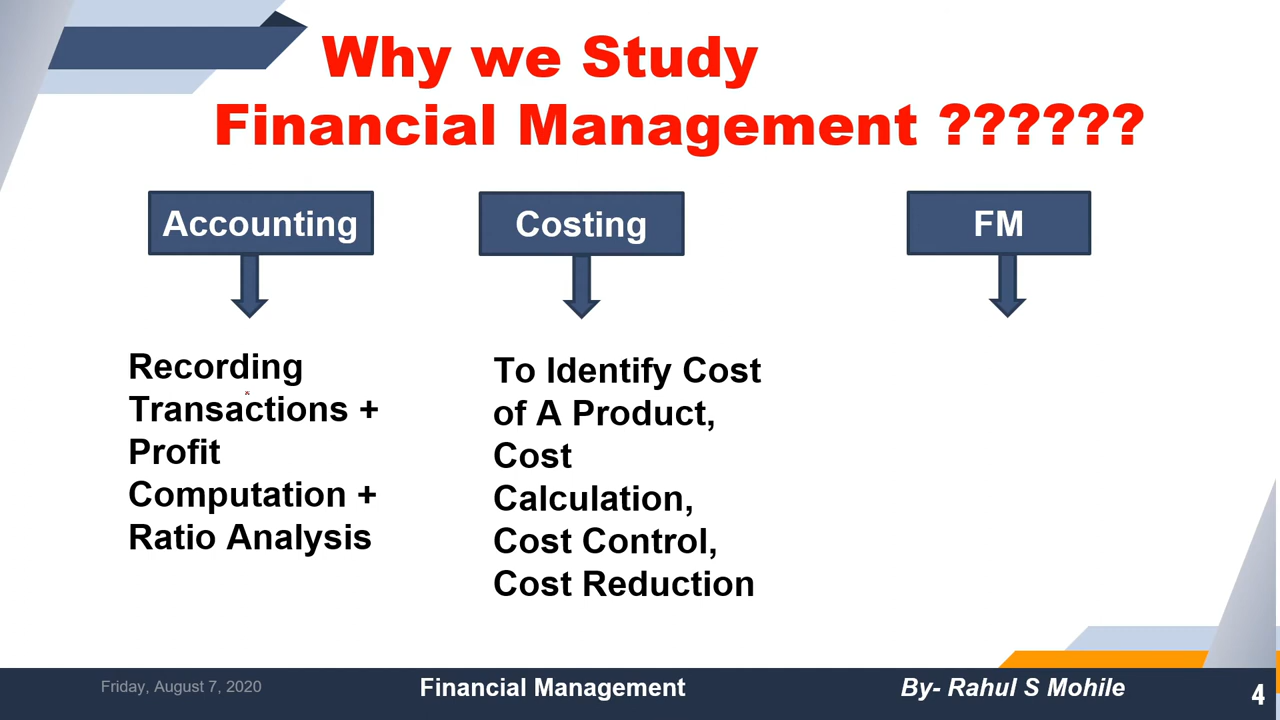 Why we Study
Financial Management ??????
Accounting
Costing
FM
Recording
Transactions +
Profit
Computation +
Ratio Analysis
To Identify Cost
of A Product,
Cost
Calculation,
Cost Control,
Cost Reduction
Friday, August 7, 2020
Financial Management
By- Rahul S Mohile
4